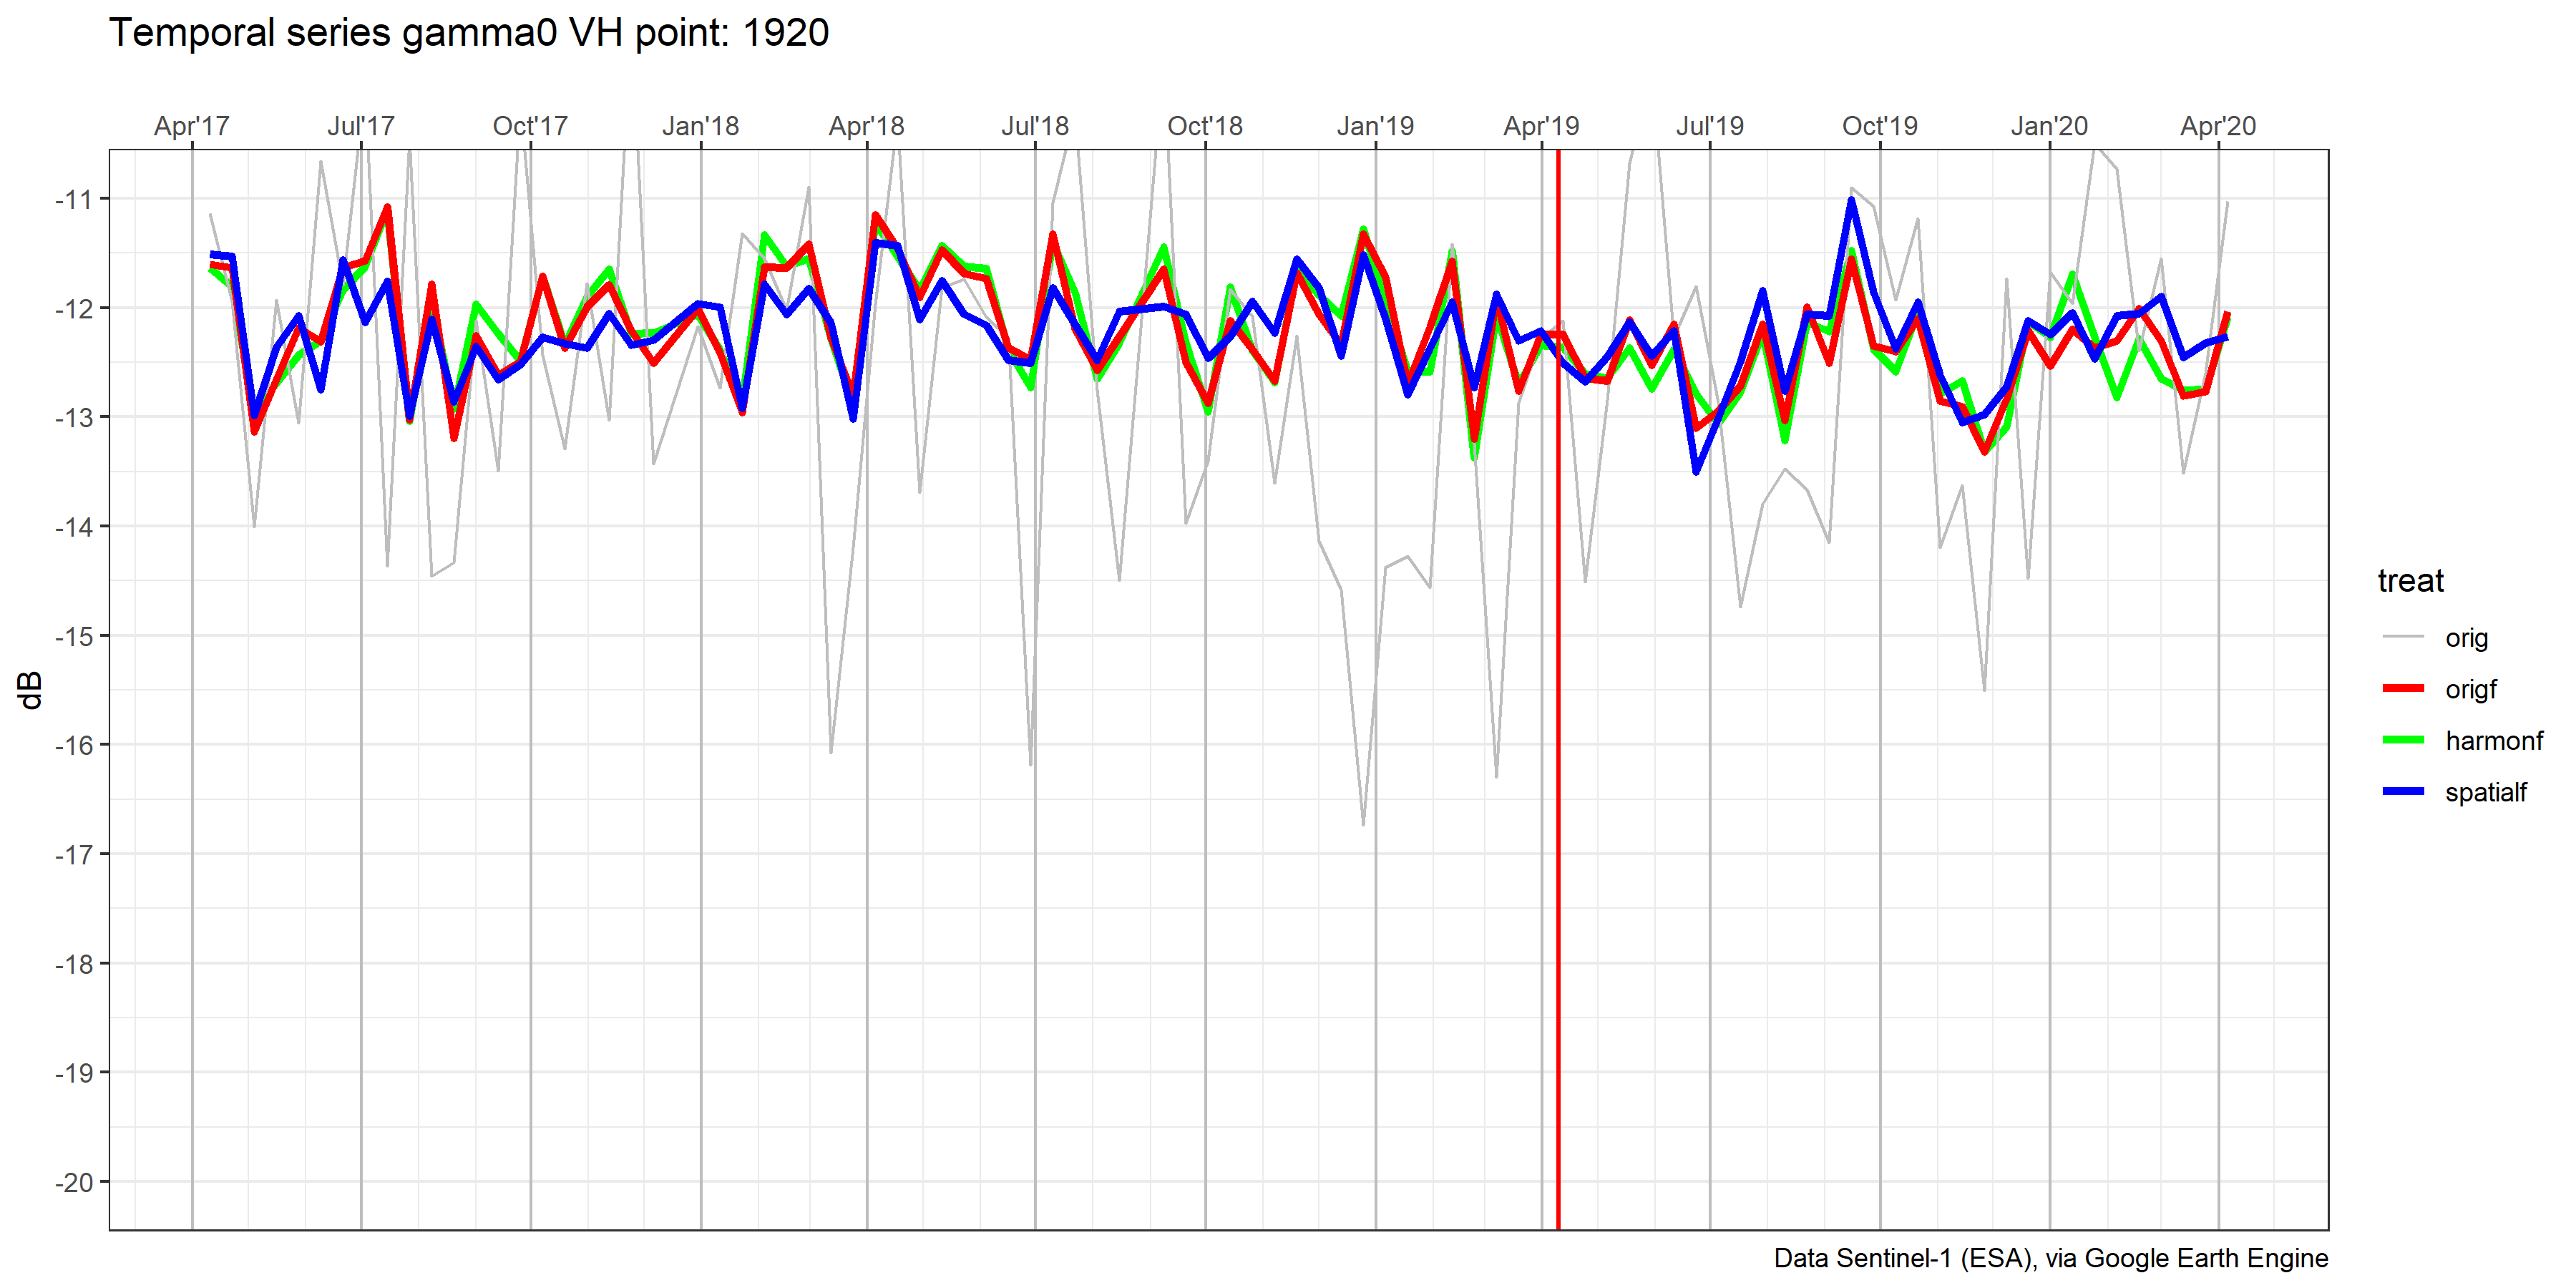 Temporal series gamma0 VH point: 1920
Apr'17 Jul'17 Oct'17 Jan'18 Apr'18 Jul'18 Oct'18 Jan'19 Apr'19 Jul'19 Oct'19 Jan'20 Apr'20
-11
-12
-13
-14
-15
-16
-17
-18
-19
-20
dB
treat
orig
origf
harmonf
spatialf
Data Sentinel-1 (ESA), via Google Earth Engine